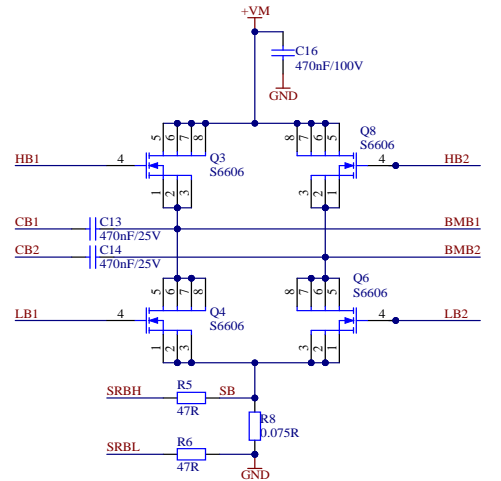 +VM
C16
470nF/100V
GND
5 6 7 8
8 7 6 5
Q3
S6606
Q8
S6606
HB1
4
4
HB2
1 2 3
3 2 1
CB1
C13
470nF/25V
BMB1
CB2
C14
470nF/25V
BMB2
5 6 7 8
8 7 6 5
Q4
S6606
Q6
S6606
LB1
4
4
LB2
1 2 3
3 2 1
SRBH
R5
47R
SB
R8
0.075R
SRBL
R6
47R
GND